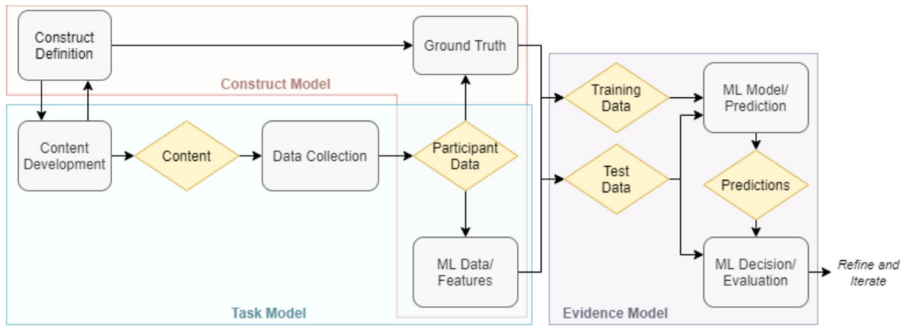 Construct
Definition
Ground Truth
Construct Model
Content
Development
Content
Data Collection
Participant
Data
ML Data/
Features
Task Model
Training
Data
Test
Data
ML Model/
Prediction
Predictions
ML Decision/
Evaluation
Evidence Model
Refine and
Iterate